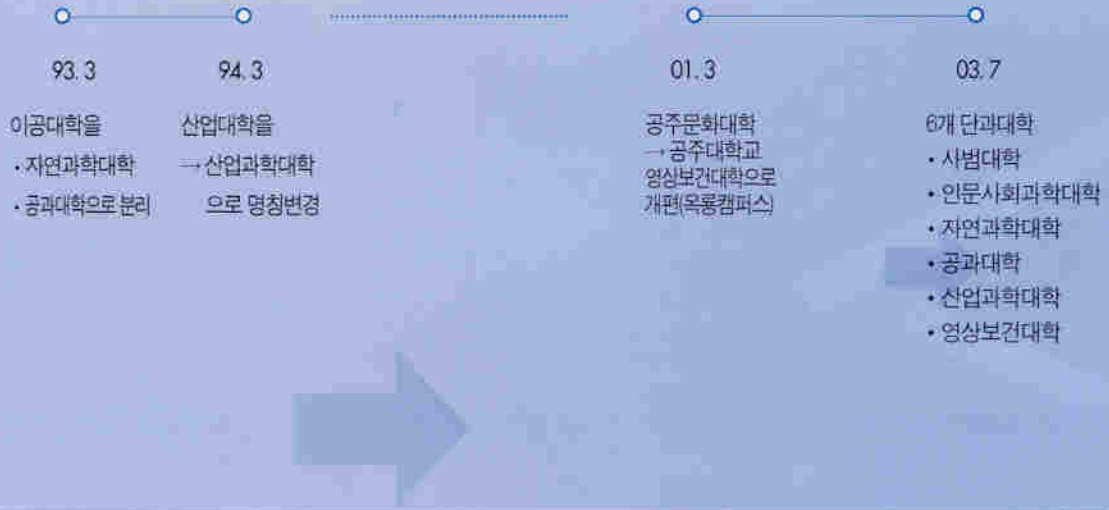 93. 3
이공대학을
• 자연과학대학
• 공과대학으로 분리
94. 3
산업대학을
→ 산업과학대학
으로 명칭변경
01. 3
공주문화대학
→ 공주대학교
영상보건대학으로
개편(옥룡캠퍼스)
03. 7
6개 단과대학
• 사범대학
• 인문사회과학대학
• 자연과학대학
• 공과대학
• 산업과학대학
• 영상보건대학